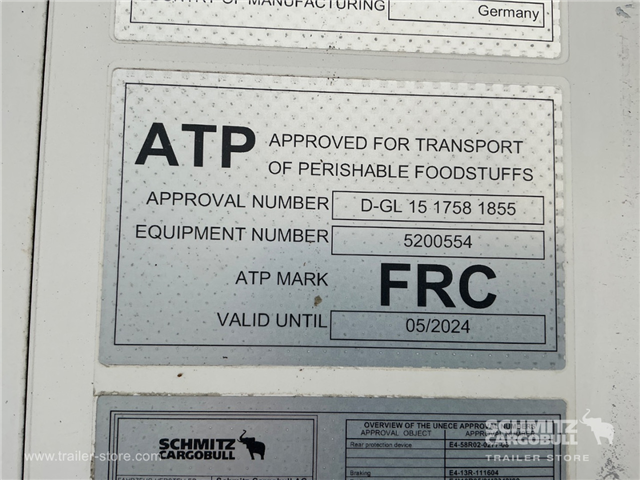 COUNTRY OF MANUFACTURING Germany
ATP APPROVED FOR TRANSPORT
OF PERISHABLE FOODSTUFFS
APPROVAL NUMBER D-GL 15 1758 1855
EQUIPMENT NUMBER 5200554
ATP MARK FRC
VALID UNTIL 05/2024
SCHMITZ
CARGOBULL
OVERVIEW OF THE UNECE
APPROVAL OBJECT
Rear protection device
Braking E4-13R-111604
SCHMITZ
CARGOBULL
TRAILER STORE
www.trailer-store.com